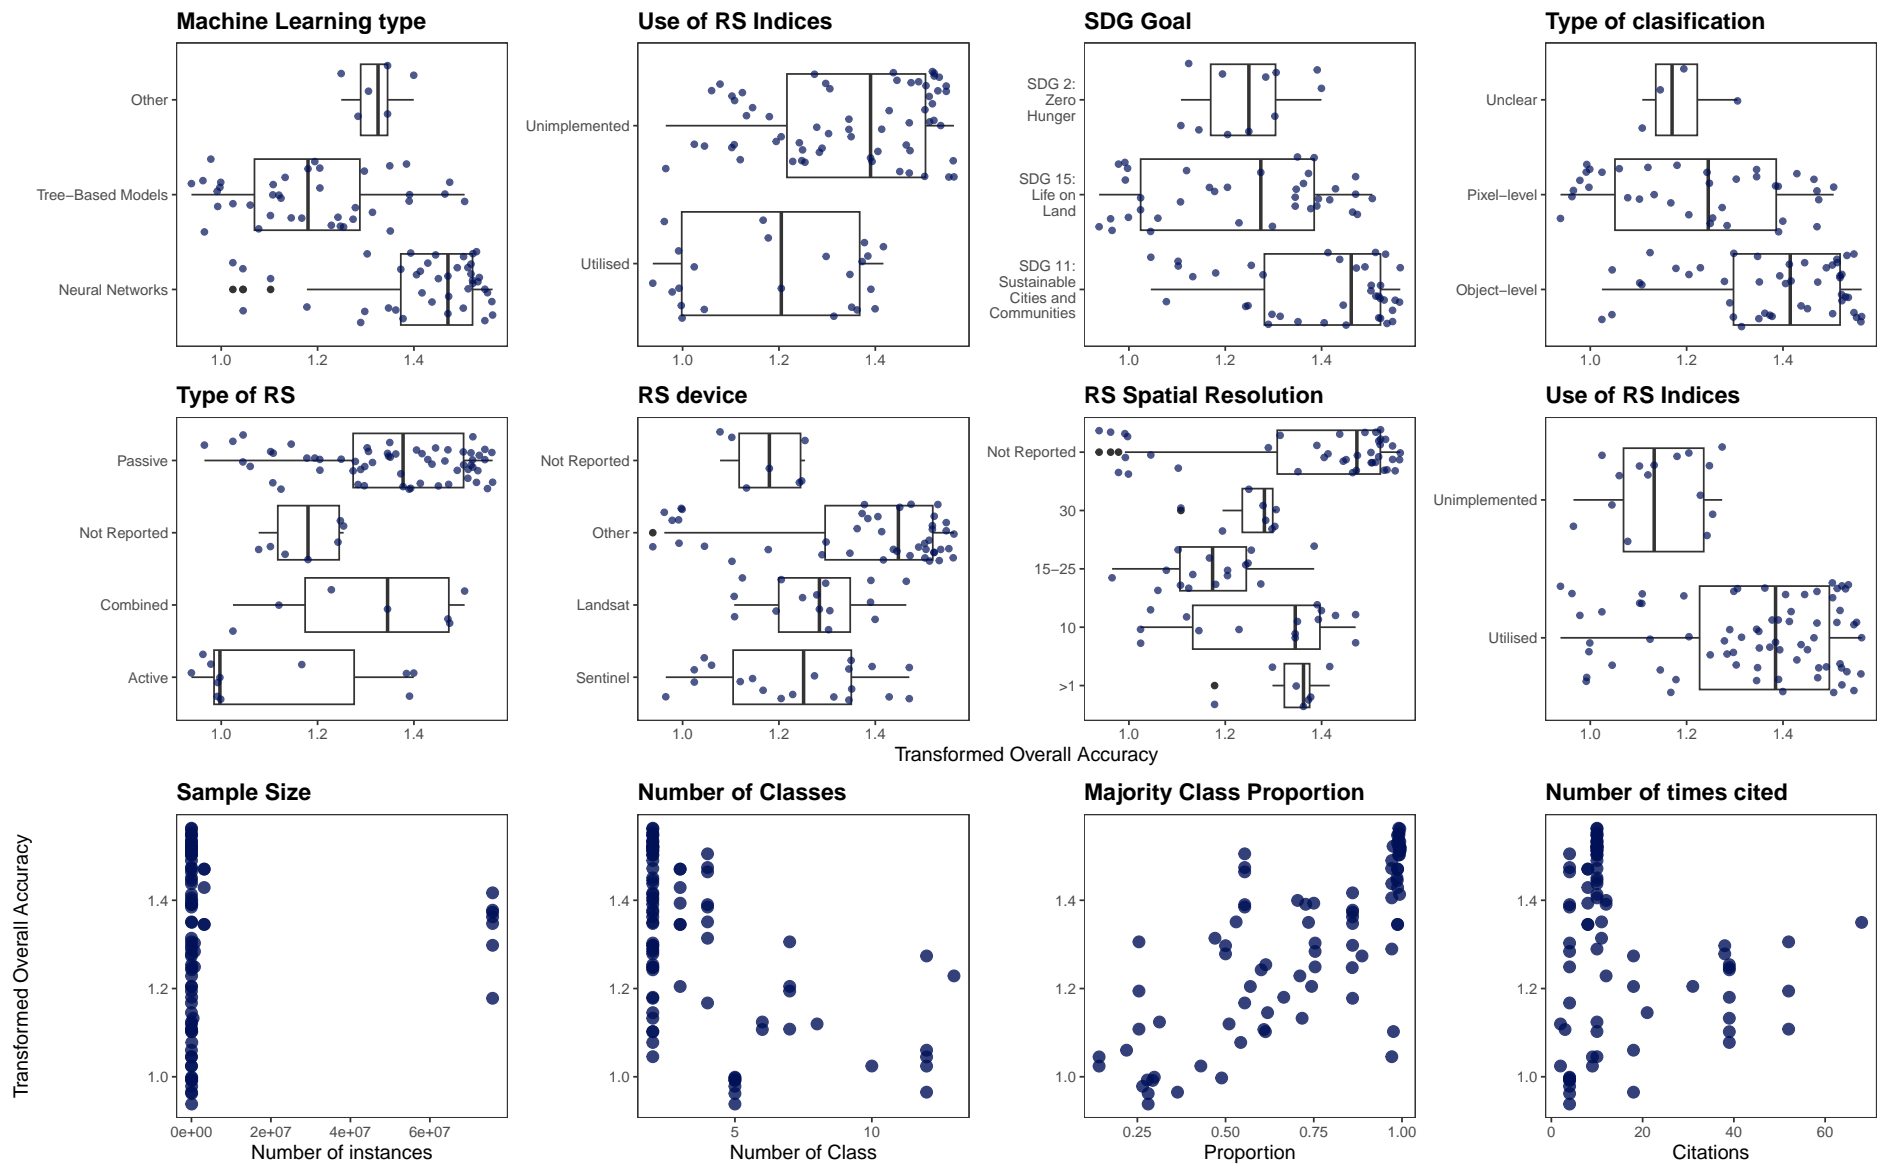 Machine Learning type
Use of RS Indices
SDG Goal
Type of clasification
Other
Tree−Based Models
Neural Networks
1.0 1.2 1.4
Unimplemented
Utilised
1.0 1.2 1.4
SDG 2:
Zero
Hunger
SDG 15:
Life on
Land
SDG 11:
Sustainable
Cities and
Communities
1.0 1.2 1.4
Unclear
Pixel−level
Object−level
1.0 1.2 1.4
Type of RS
RS device
RS Spatial Resolution
Use of RS Indices
Passive
Not Reported
Combined
Active
1.0 1.2 1.4
Not Reported
Other
Landsat
Sentinel
1.0 1.2 1.4
Not Reported
30
15−25
10
>1
1.0 1.2 1.4
Unimplemented
Utilised
1.0 1.2 1.4
Transformed Overall Accuracy
Sample Size
Number of Classes
Majority Class Proportion
Number of times cited
Transformed Overall Accuracy
1.4
1.2
1.0
0e+00 2e+07 4e+07 6e+07
Number of instances
1.4
1.2
1.0
5 10
Number of Class
1.4
1.2
1.0
0.25 0.50 0.75 1.00
Proportion
1.4
1.2
1.0
0 20 40 60
Citations